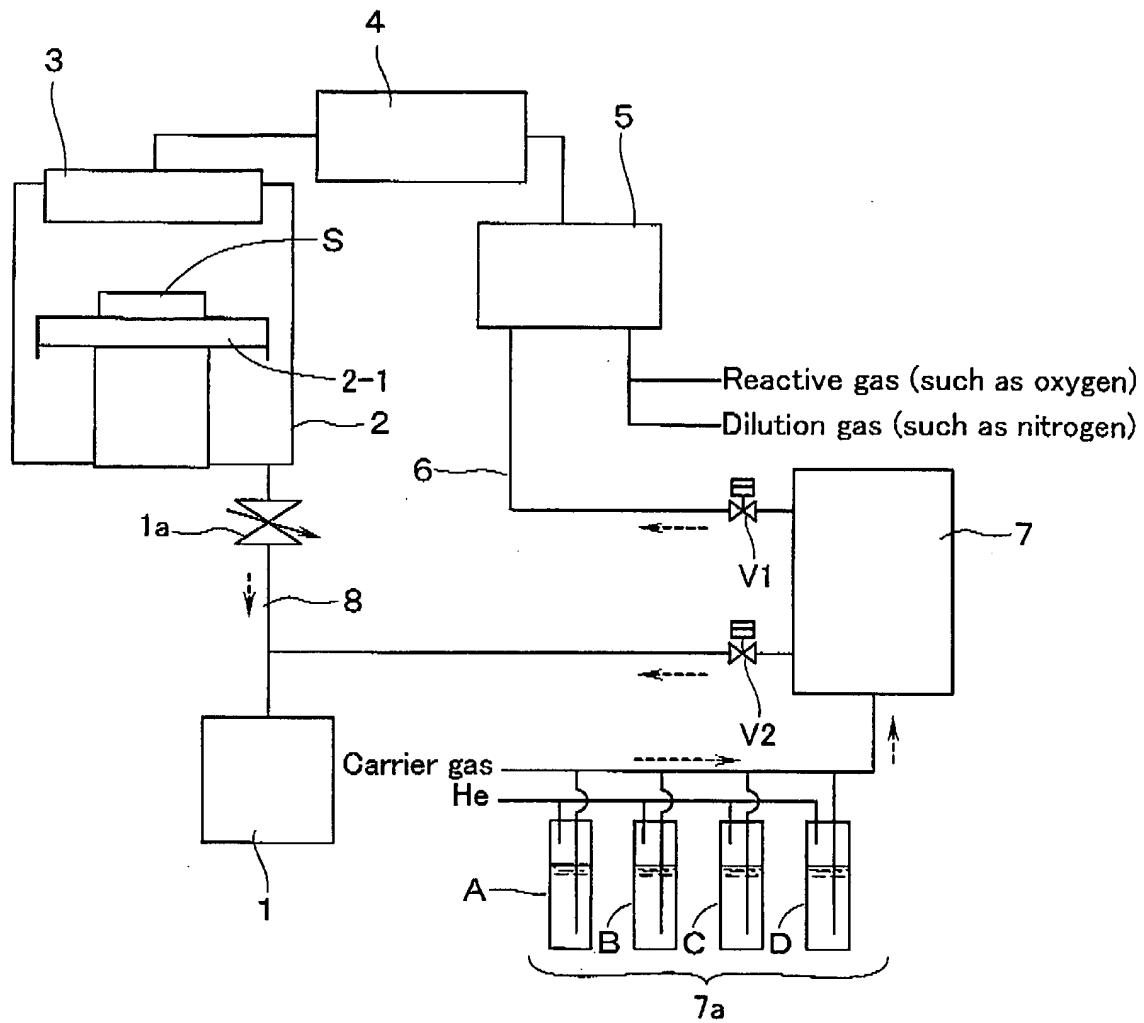 4
3
5
S
2-1
Reactive gas (such as oxygen)
2
Dilution gas (such as nitrogen)
6
1a
V1
7
8
V2
Carrier gas
He
A
B
C
D
1
7a